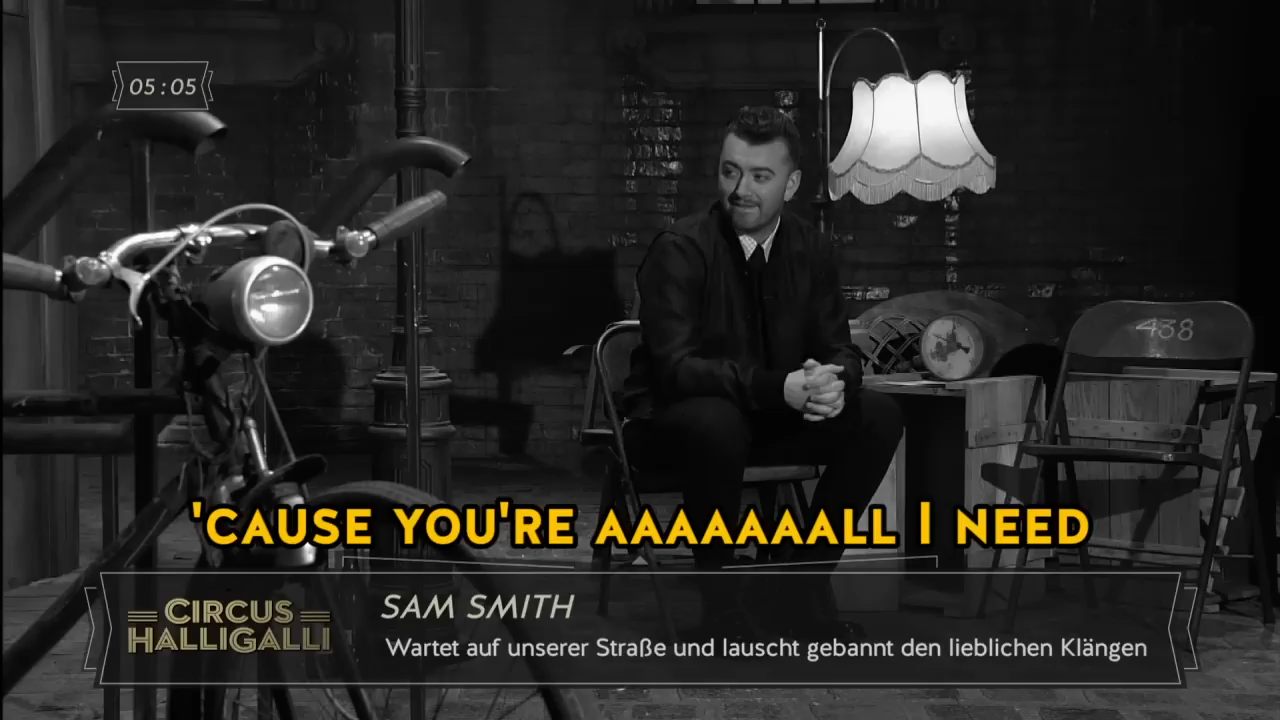 05:05
438
'CAUSE YOU'RE AAAAAAALL I NEED
CIRCUS
HALLIGALLI
SAM SMITH
Wartet auf unserer Straße und lauscht gebannt den lieblichen Klängen